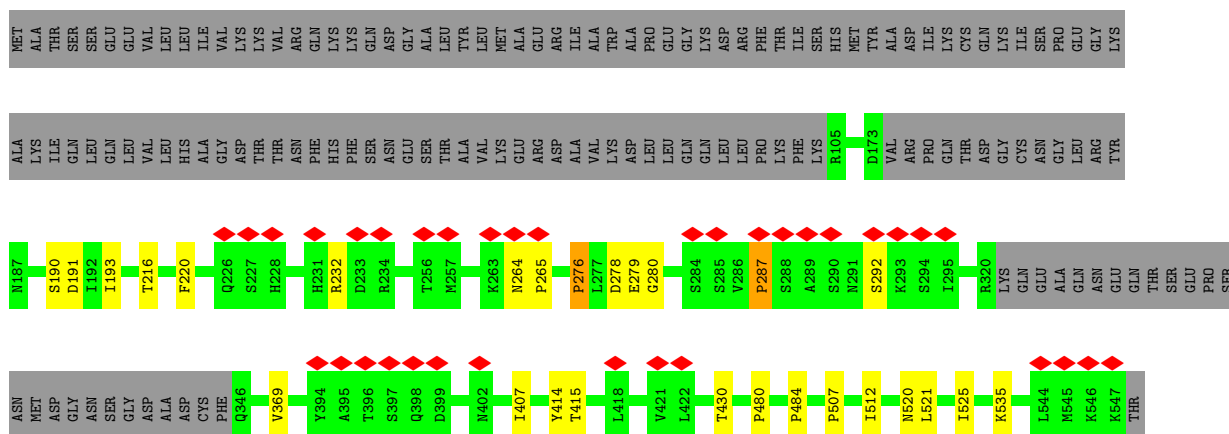 MET ALA THR SER SER GLU GLU VAL LEU LEU ILE VAL LYS LYS VAL ARG GLN LYS LYS GLN ASP GLY ALA LEU TYR LEU MET ALA GLU ARG ILE ALA TRP ALA PRO GLU GLY LYS ASP ARG PHE THR ILE SER HIS MET TYR ALA ASP ILE LYS CYS GLN LYS ILE SER PRO GLU GLY LYS
ALA LYS ILE GLN LEU GLN LEU VAL LEU HIS ALA GLY ASP THR THR ASN PHE HIS PHE SER ASN GLU SER THR ALA VAL LYS GLU ARG ASP ALA VAL LYS ASP LEU LEU GLN GLN LEU LEU PRO LYS PHE LYS R105 D173 VAL ARG PRO GLN THR ASP GLY CYS ASN GLY LEU ARG TYR
N187 S190 D191 I192 I193 T216 F220 Q226 S227 H228 H231 R232 D233 R234 T256 M257 K263 N264 P265 P276 L277 D278 E279 G280 S284 S285 V286 P287 S288 A289 S290 N291 S292 K293 S294 I295 R320 LYS GLN GLU ALA GLN ASN GLU GLN THR SER GLU PRO SER
ASN MET ASP GLY ASN SER GLY ASP ALA ASP CYS PHE Q346 V369 Y394 A395 T396 S397 Q398 D399 N402 I407 Y414 T415 L418 V421 L422 T430 P480 P484 P507 I512 N520 L521 I525 K535 L544 M545 K546 K547 THR